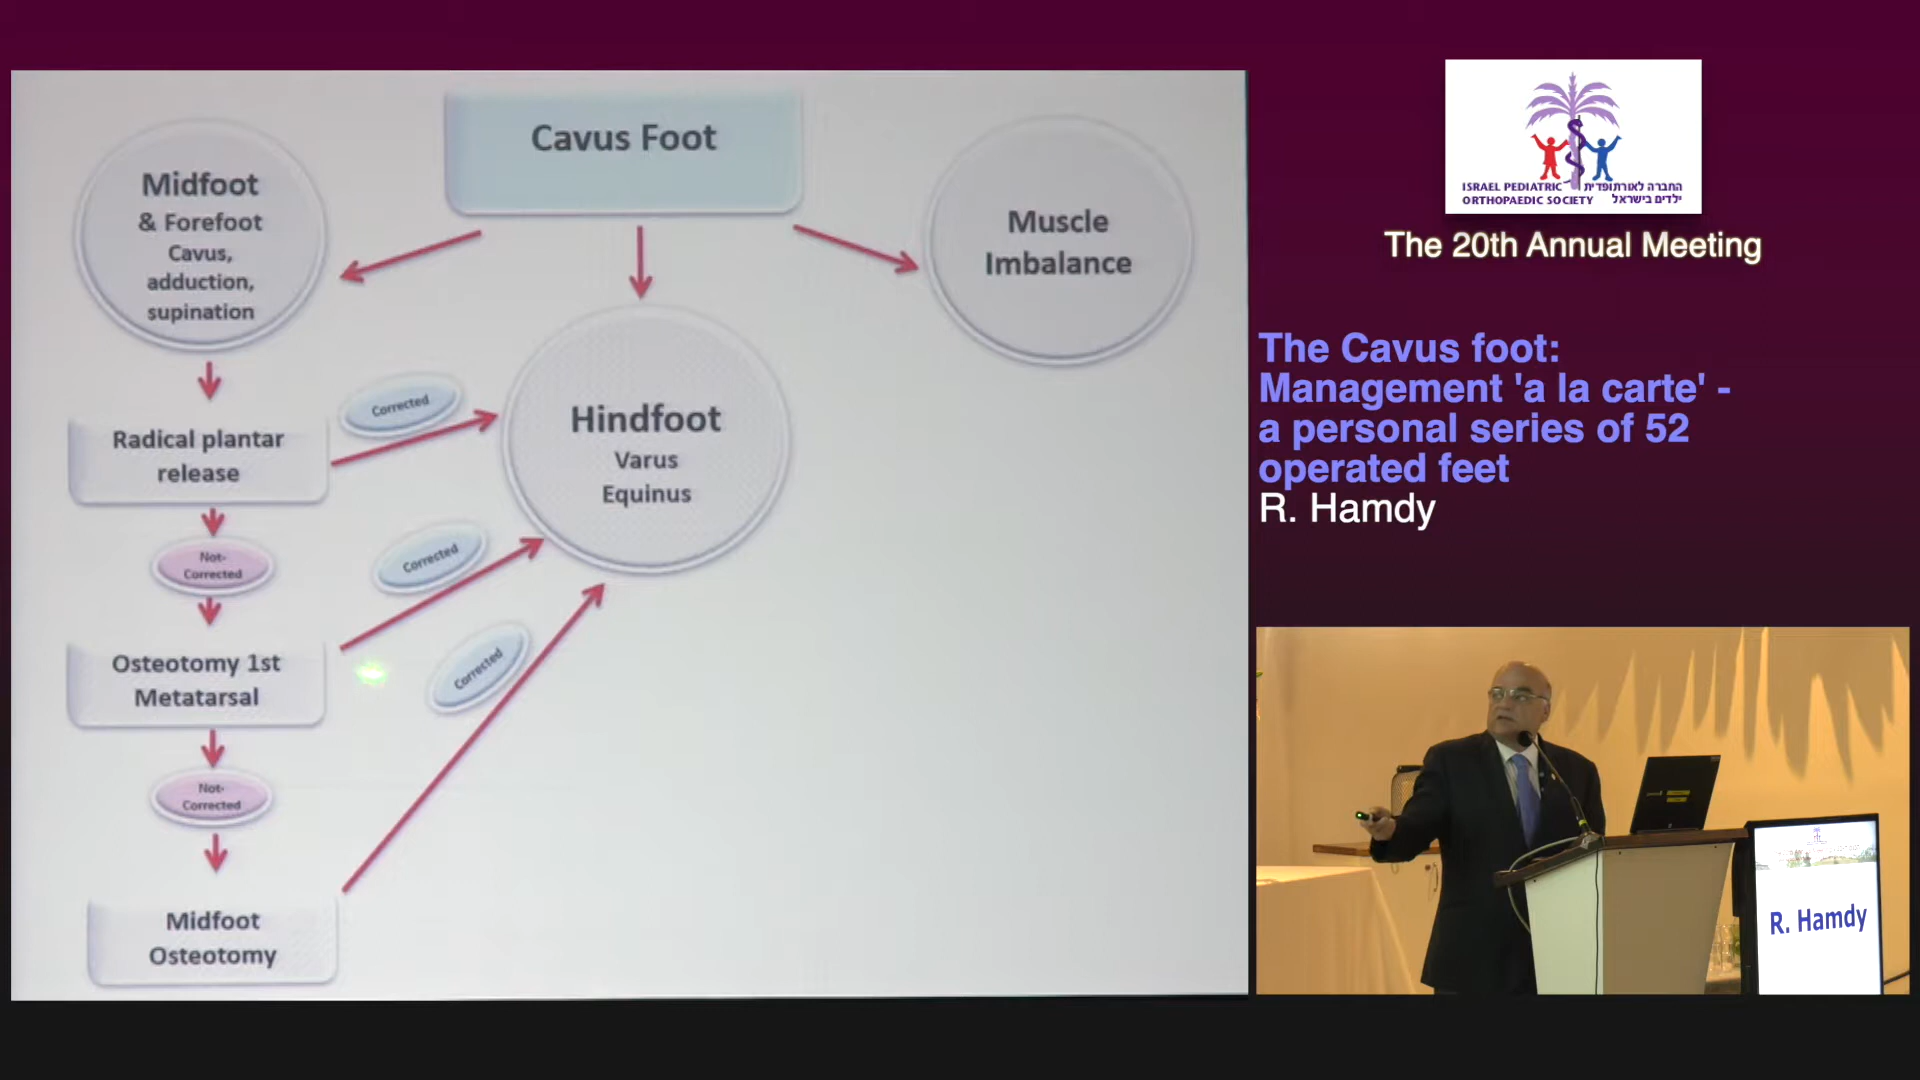 Cavus Foot
Midfoot
& Forefoot
Cavus,
adduction,
supination
Muscle
Imbalance
Hindfoot
Varus
Equinus
Radical plantar
release
Corrected
Not-
Corrected
Corrected
Osteotomy 1st
Metatarsal
Corrected
Not-
Corrected
Midfoot
Osteotomy
ISRAEL PEDIATRIC
ORTHOPAEDIC SOCIETY
החברה לאורתופדית
ילדים בישראל
The 20th Annual Meeting
The Cavus foot:
Management 'a la carte' -
a personal series of 52
operated feet
R. Hamdy
R. Hamdy